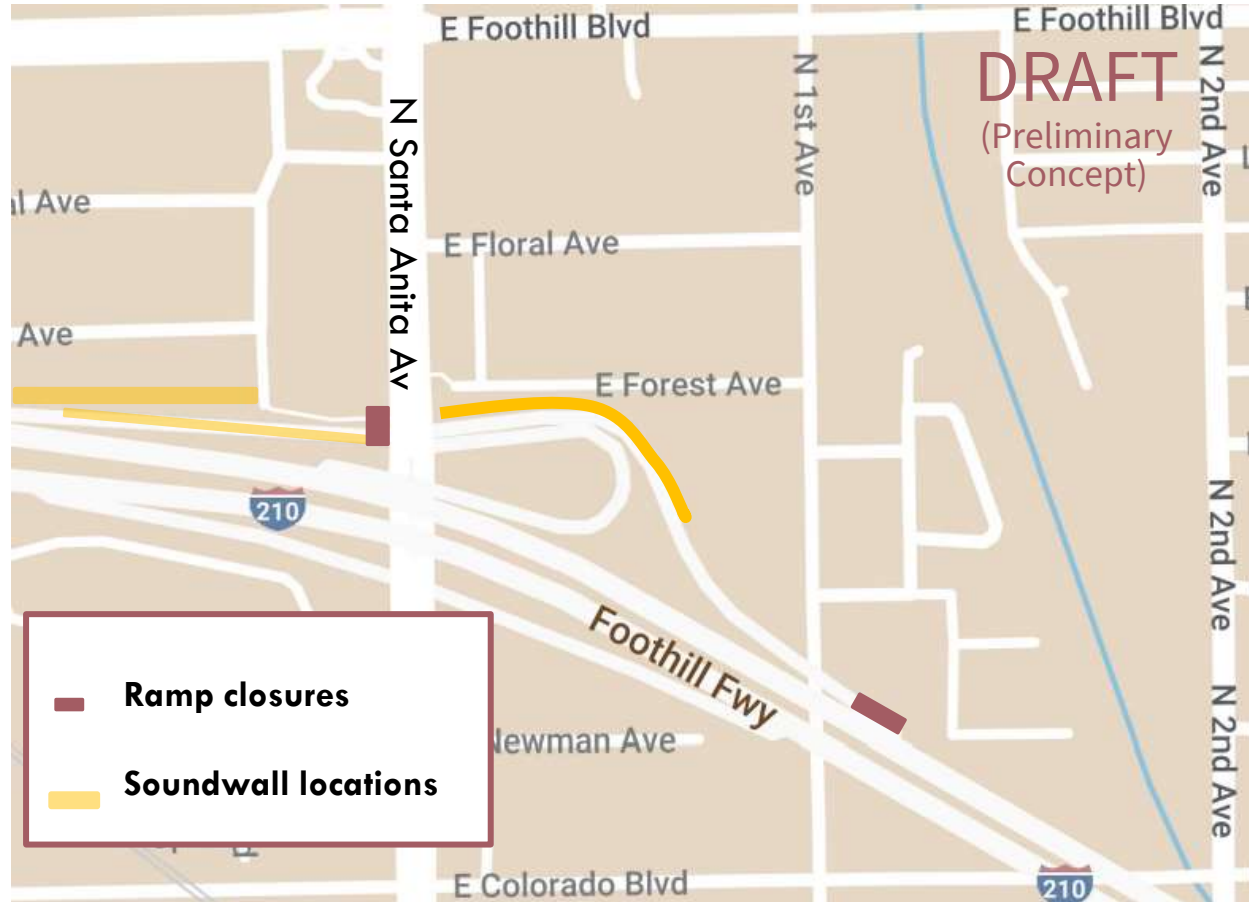 E Foothill Blvd
E Foothill Blvd
DRAFT
(Preliminary
Concept)
N 1st Ave
N 2nd Ave
N Santa Anita Av
Ave
E Floral Ave
Ave
E Forest Ave
210
N 2nd Ave
Foothill Fwy
Newman Ave
N 2nd Ave
Ramp closures
Soundwall locations
E Colorado Blvd
210